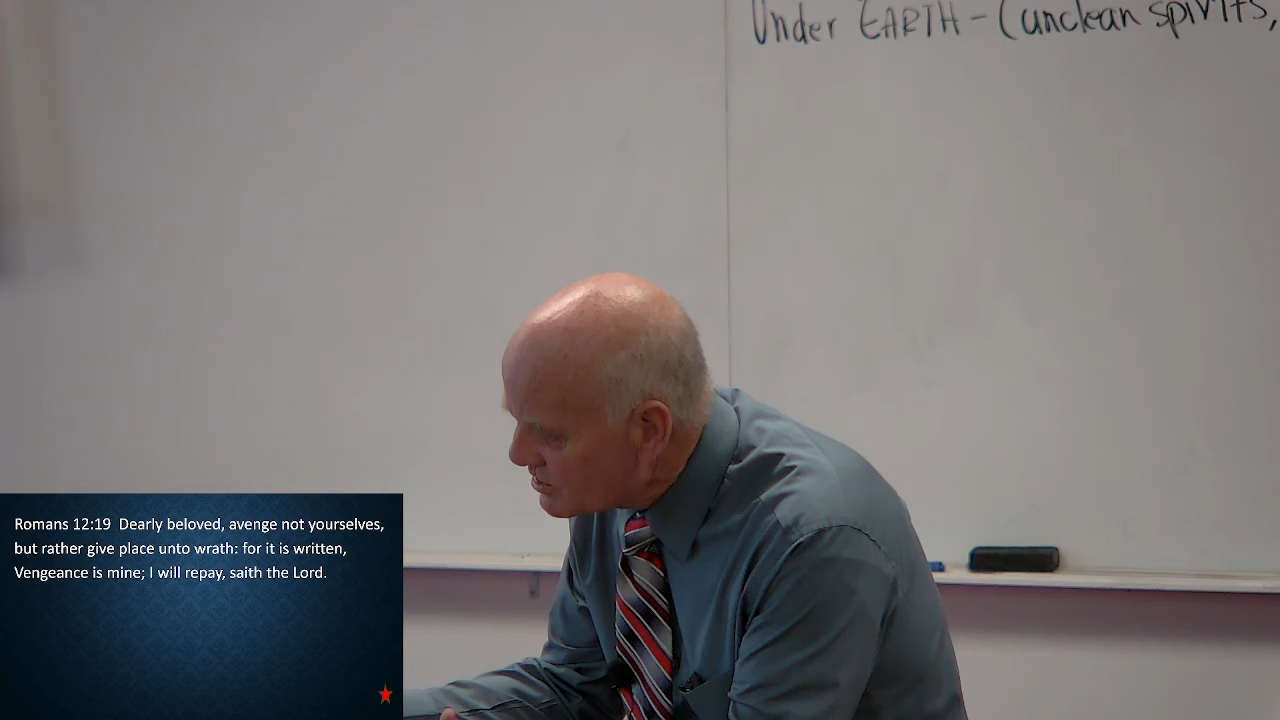 Under EARTH - (unclean spirits,
Romans 12:19 Dearly beloved, avenge not yourselves,
but rather give place unto wrath: for it is written,
Vengeance is mine; I will repay, saith the Lord.